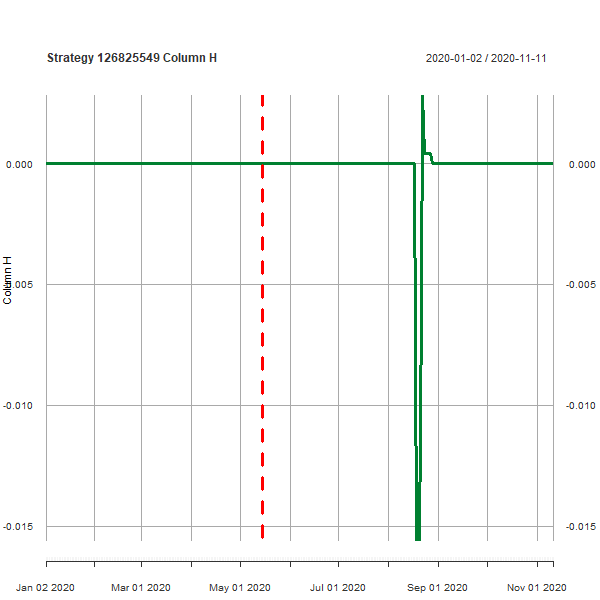 Strategy 126825549 Column H
2020-01-02 / 2020-11-11
0.000
0.000
Column H
-0.005
-0.005
-0.010
-0.010
-0.015
-0.015
Jan 02 2020
Mar 01 2020
May 01 2020
Jul 01 2020
Sep 01 2020
Nov 01 2020